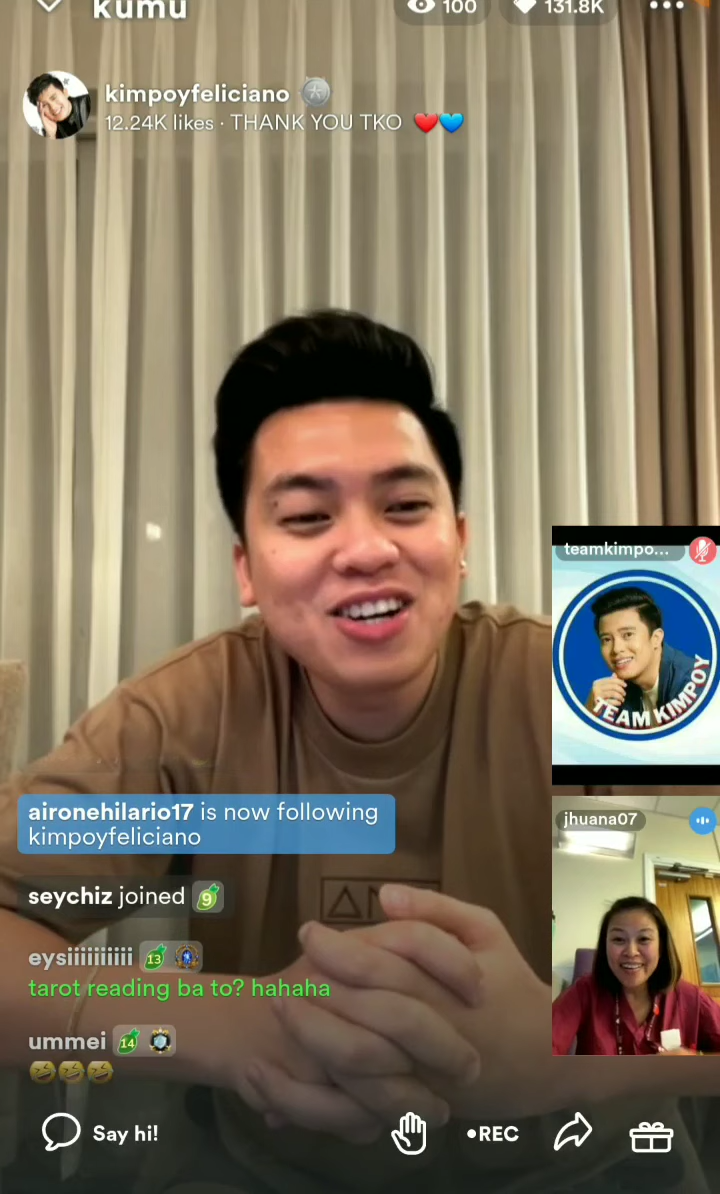 kumu
100
131.8K
kimpoyfeliciano
12.24K likes · THANK YOU TKO ❤️💙
teamkimpo...
TEAM KIMPOY
jhuana07
aironehilario17 is now following
kimpoyfeliciano
seychiz joined 9
eysiiiiiiiiiii 13
tarot reading ba to? hahaha
ummei 14
🤣🤣🤣
Say hi!
•REC